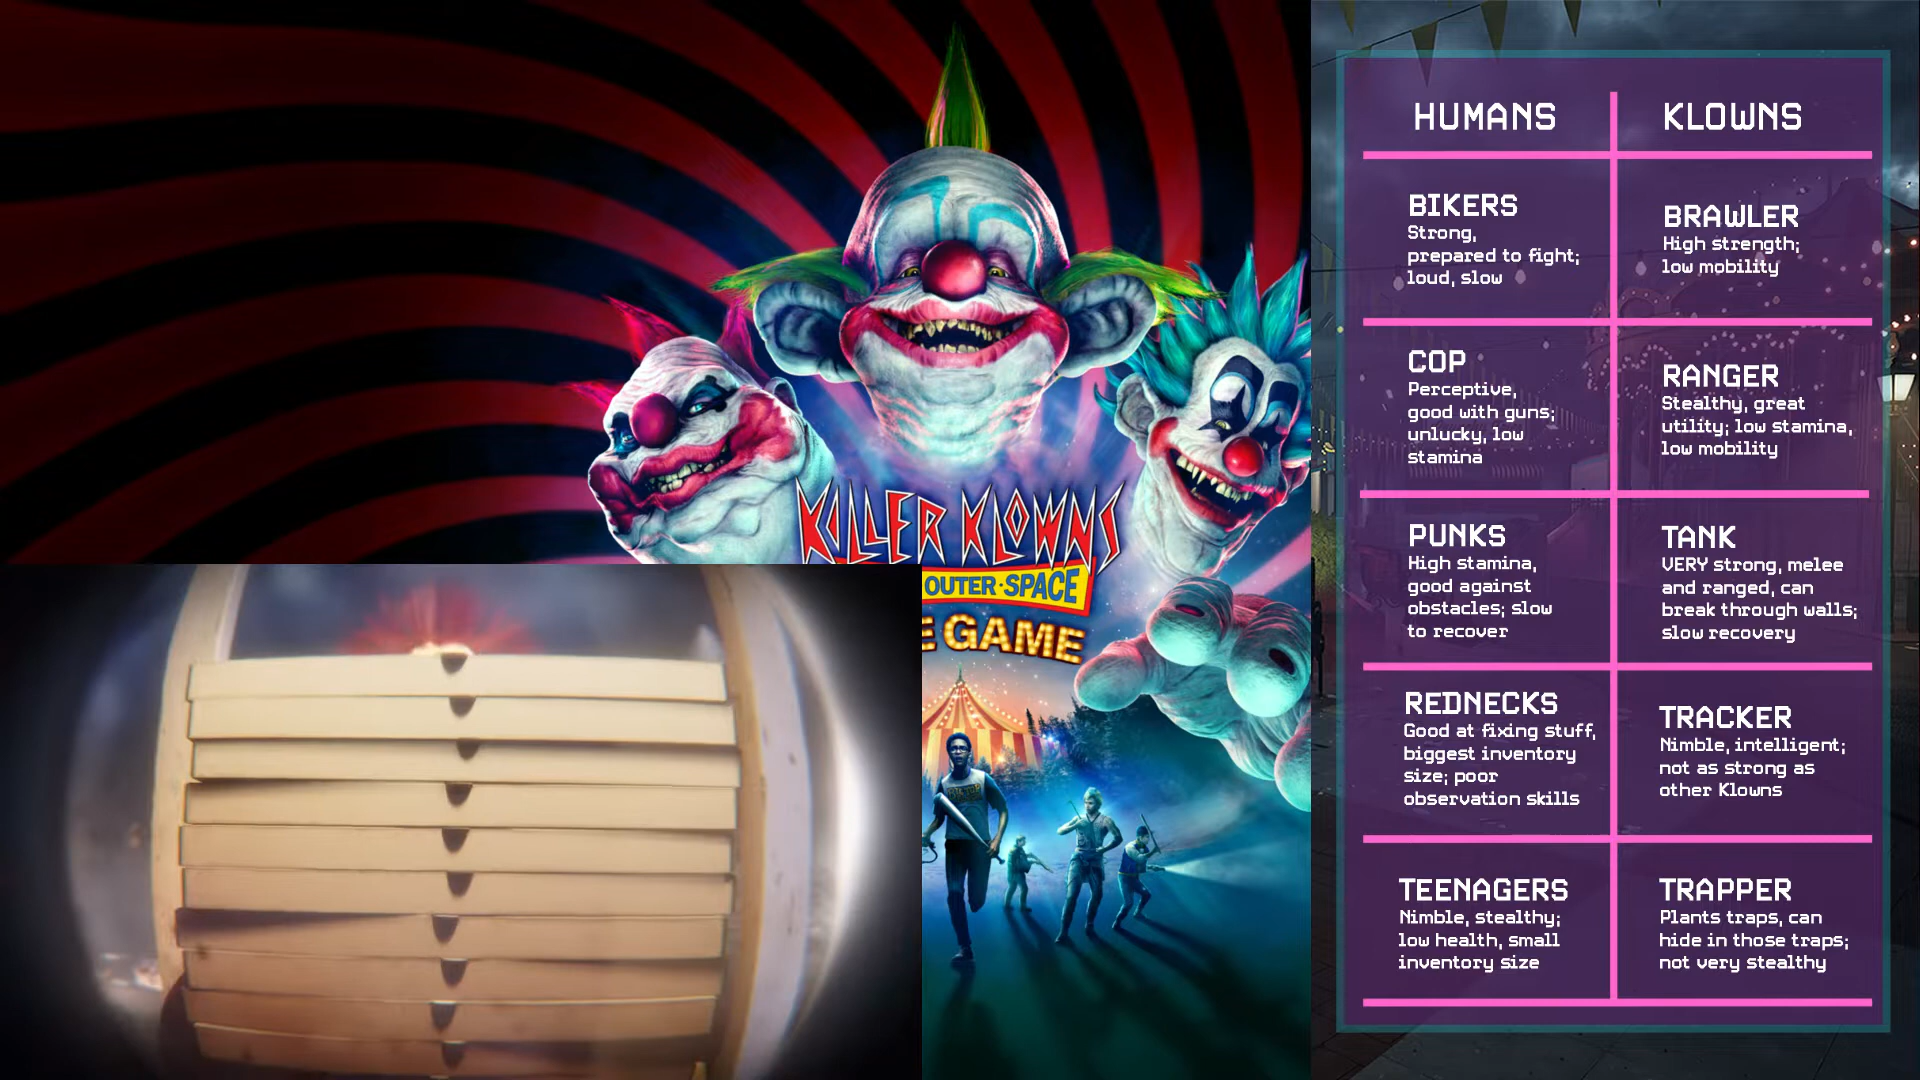 KILLER KLOWNS
OUTER·SPACE
GAME
HUMANS
KLOWNS
BIKERS
Strong,
prepared to fight;
loud, slow
BRAWLER
High strength;
low mobility
COP
Perceptive,
good with guns;
unlucky, low
stamina
RANGER
Stealthy, great
utility; low stamina,
low mobility
PUNKS
High stamina,
good against
obstacles; slow
to recover
TANK
VERY strong, melee
and ranged, can
break through walls;
slow recovery
REDNECKS
Good at fixing stuff,
biggest inventory
size; poor
observation skills
TRACKER
Nimble, intelligent;
not as strong as
other Klowns
TEENAGERS
Nimble, stealthy;
low health, small
inventory size
TRAPPER
Plants traps, can
hide in those traps;
not very stealthy